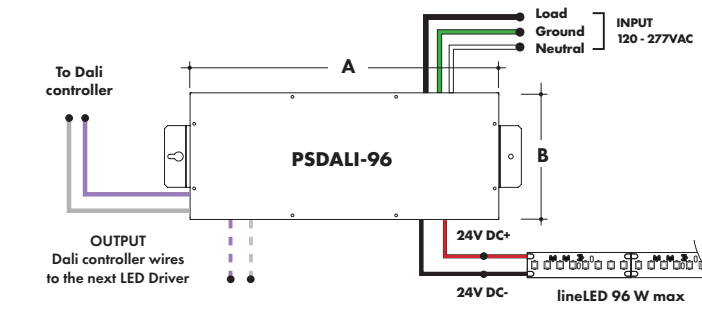 Load
Ground
Neutral
INPUT
120 - 277VAC
To Dali
controller
A
PSDALI-96
B
OUTPUT
Dali controller wires
to the next LED Driver
24V DC+
24V DC-
lineLED 96 W max